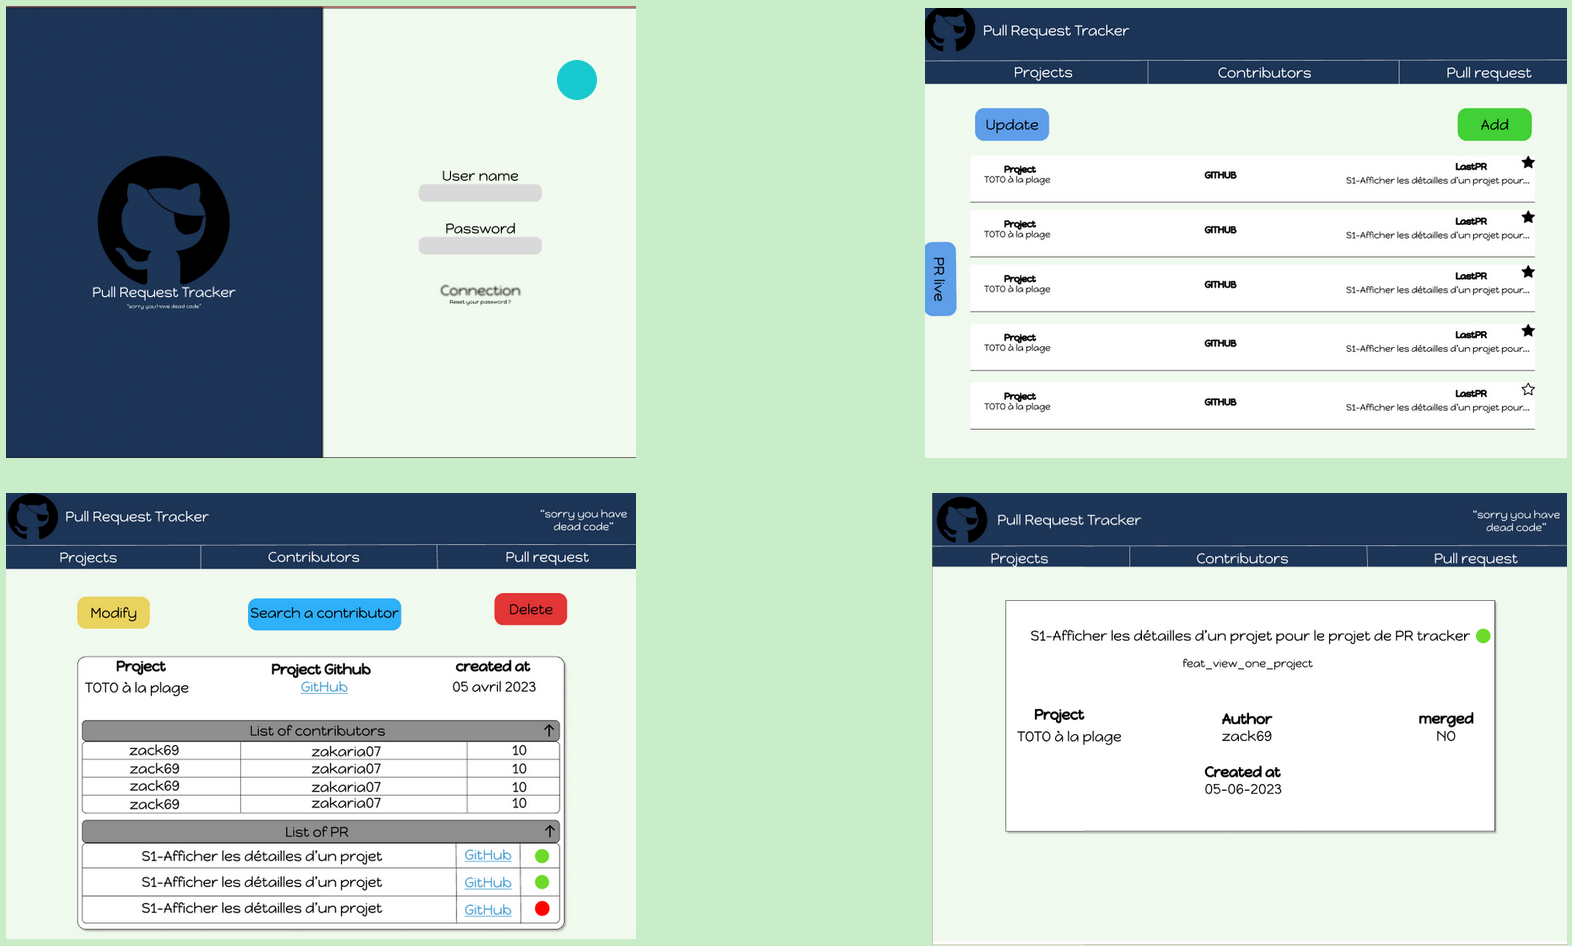 Pull Request Tracker
"sorry you have dead code"
User name
Password
Connection
Reset your password ?
Pull Request Tracker
Projects Contributors Pull request
Update Add
PR live
Project GITHUB LastPR
TOTO à la plage S1-Afficher les détailles d'un projet pour...
Project GITHUB LastPR
TOTO à la plage S1-Afficher les détailles d'un projet pour...
Project GITHUB LastPR
TOTO à la plage S1-Afficher les détailles d'un projet pour...
Project GITHUB LastPR
TOTO à la plage S1-Afficher les détailles d'un projet pour...
Project GITHUB LastPR
TOTO à la plage S1-Afficher les détailles d'un projet pour...
Pull Request Tracker
"sorry you have
dead code"
Projects Contributors Pull request
Modify Search a contributor Delete
Project Project Github created at
TOTO à la plage GitHub 05 avril 2023
List of contributors ↑
zack69 zakaria07 10
zack69 zakaria07 10
zack69 zakaria07 10
zack69 zakaria07 10
List of PR ↑
S1-Afficher les détailles d'un projet GitHub
S1-Afficher les détailles d'un projet GitHub
S1-Afficher les détailles d'un projet GitHub
Pull Request Tracker
"sorry you have
dead code"
Projects Contributors Pull request
S1-Afficher les détailles d'un projet pour le projet de PR tracker
feat_view_one_project
Project Author merged
TOTO à la plage zack69 NO
Created at
05-06-2023